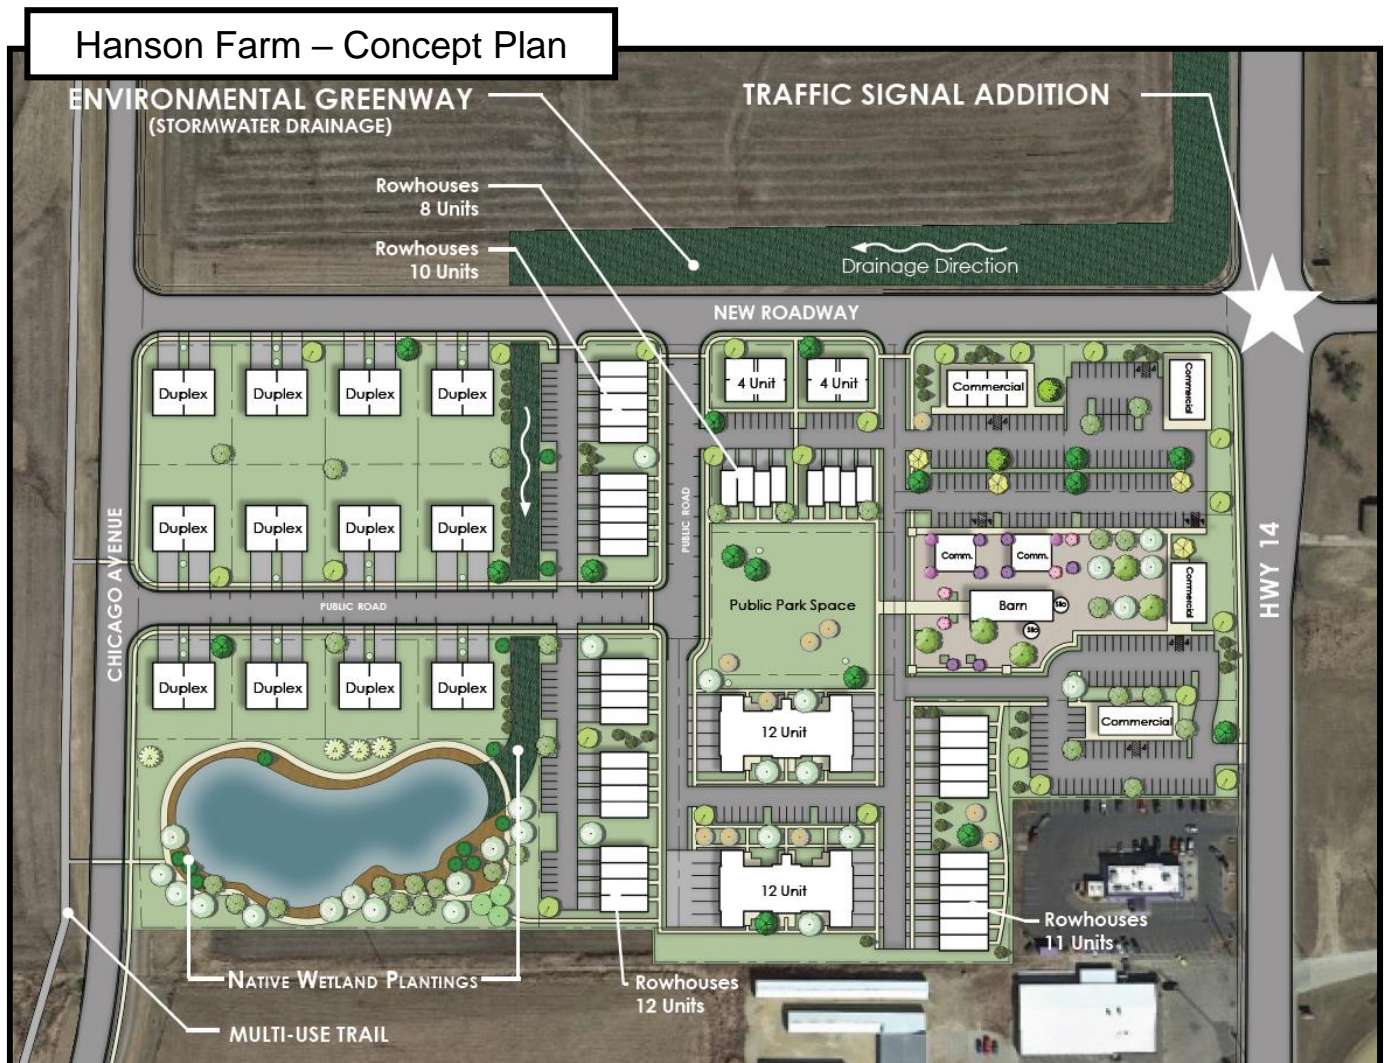 Hanson Farm – Concept Plan
ENVIRONMENTAL GREENWAY
(STORMWATER DRAINAGE)
TRAFFIC SIGNAL ADDITION
Rowhouses
8 Units
Rowhouses
10 Units
Drainage Direction
NEW ROADWAY
Duplex
Duplex
Duplex
Duplex
4 Unit
4 Unit
Commercial
Commercial
Duplex
Duplex
Duplex
Duplex
CHICAGO AVENUE
PUBLIC ROAD
HWY 14
Comm.
Comm.
Commercial
PUBLIC ROAD
Public Park Space
Barn
Silo
Silo
Duplex
Duplex
Duplex
Duplex
12 Unit
Commercial
12 Unit
Rowhouses
11 Units
NATIVE WETLAND PLANTINGS
Rowhouses
12 Units
MULTI-USE TRAIL